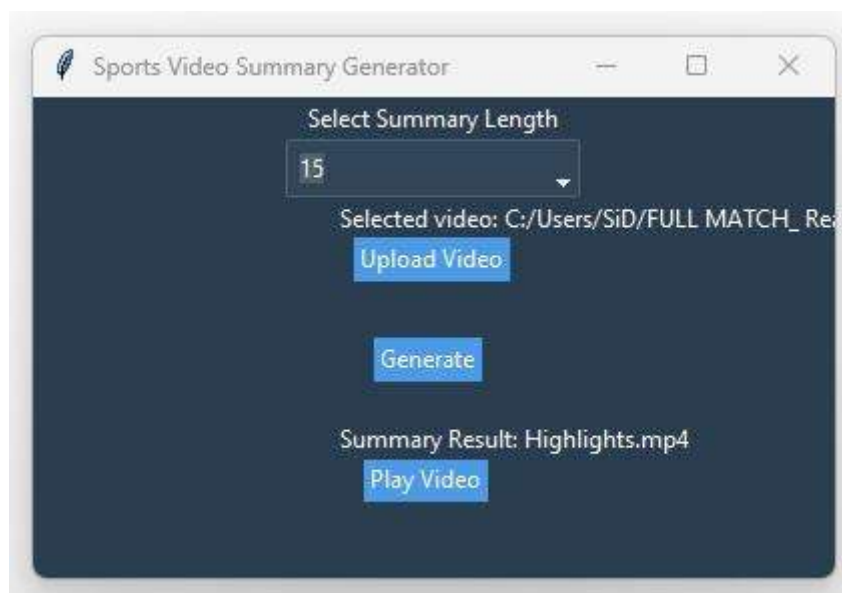 Sports Video Summary Generator
Select Summary Length
15
Selected video: C:/Users/SiD/FULL MATCH_ Rea
Upload Video
Generate
Summary Result: Highlights.mp4
Play Video